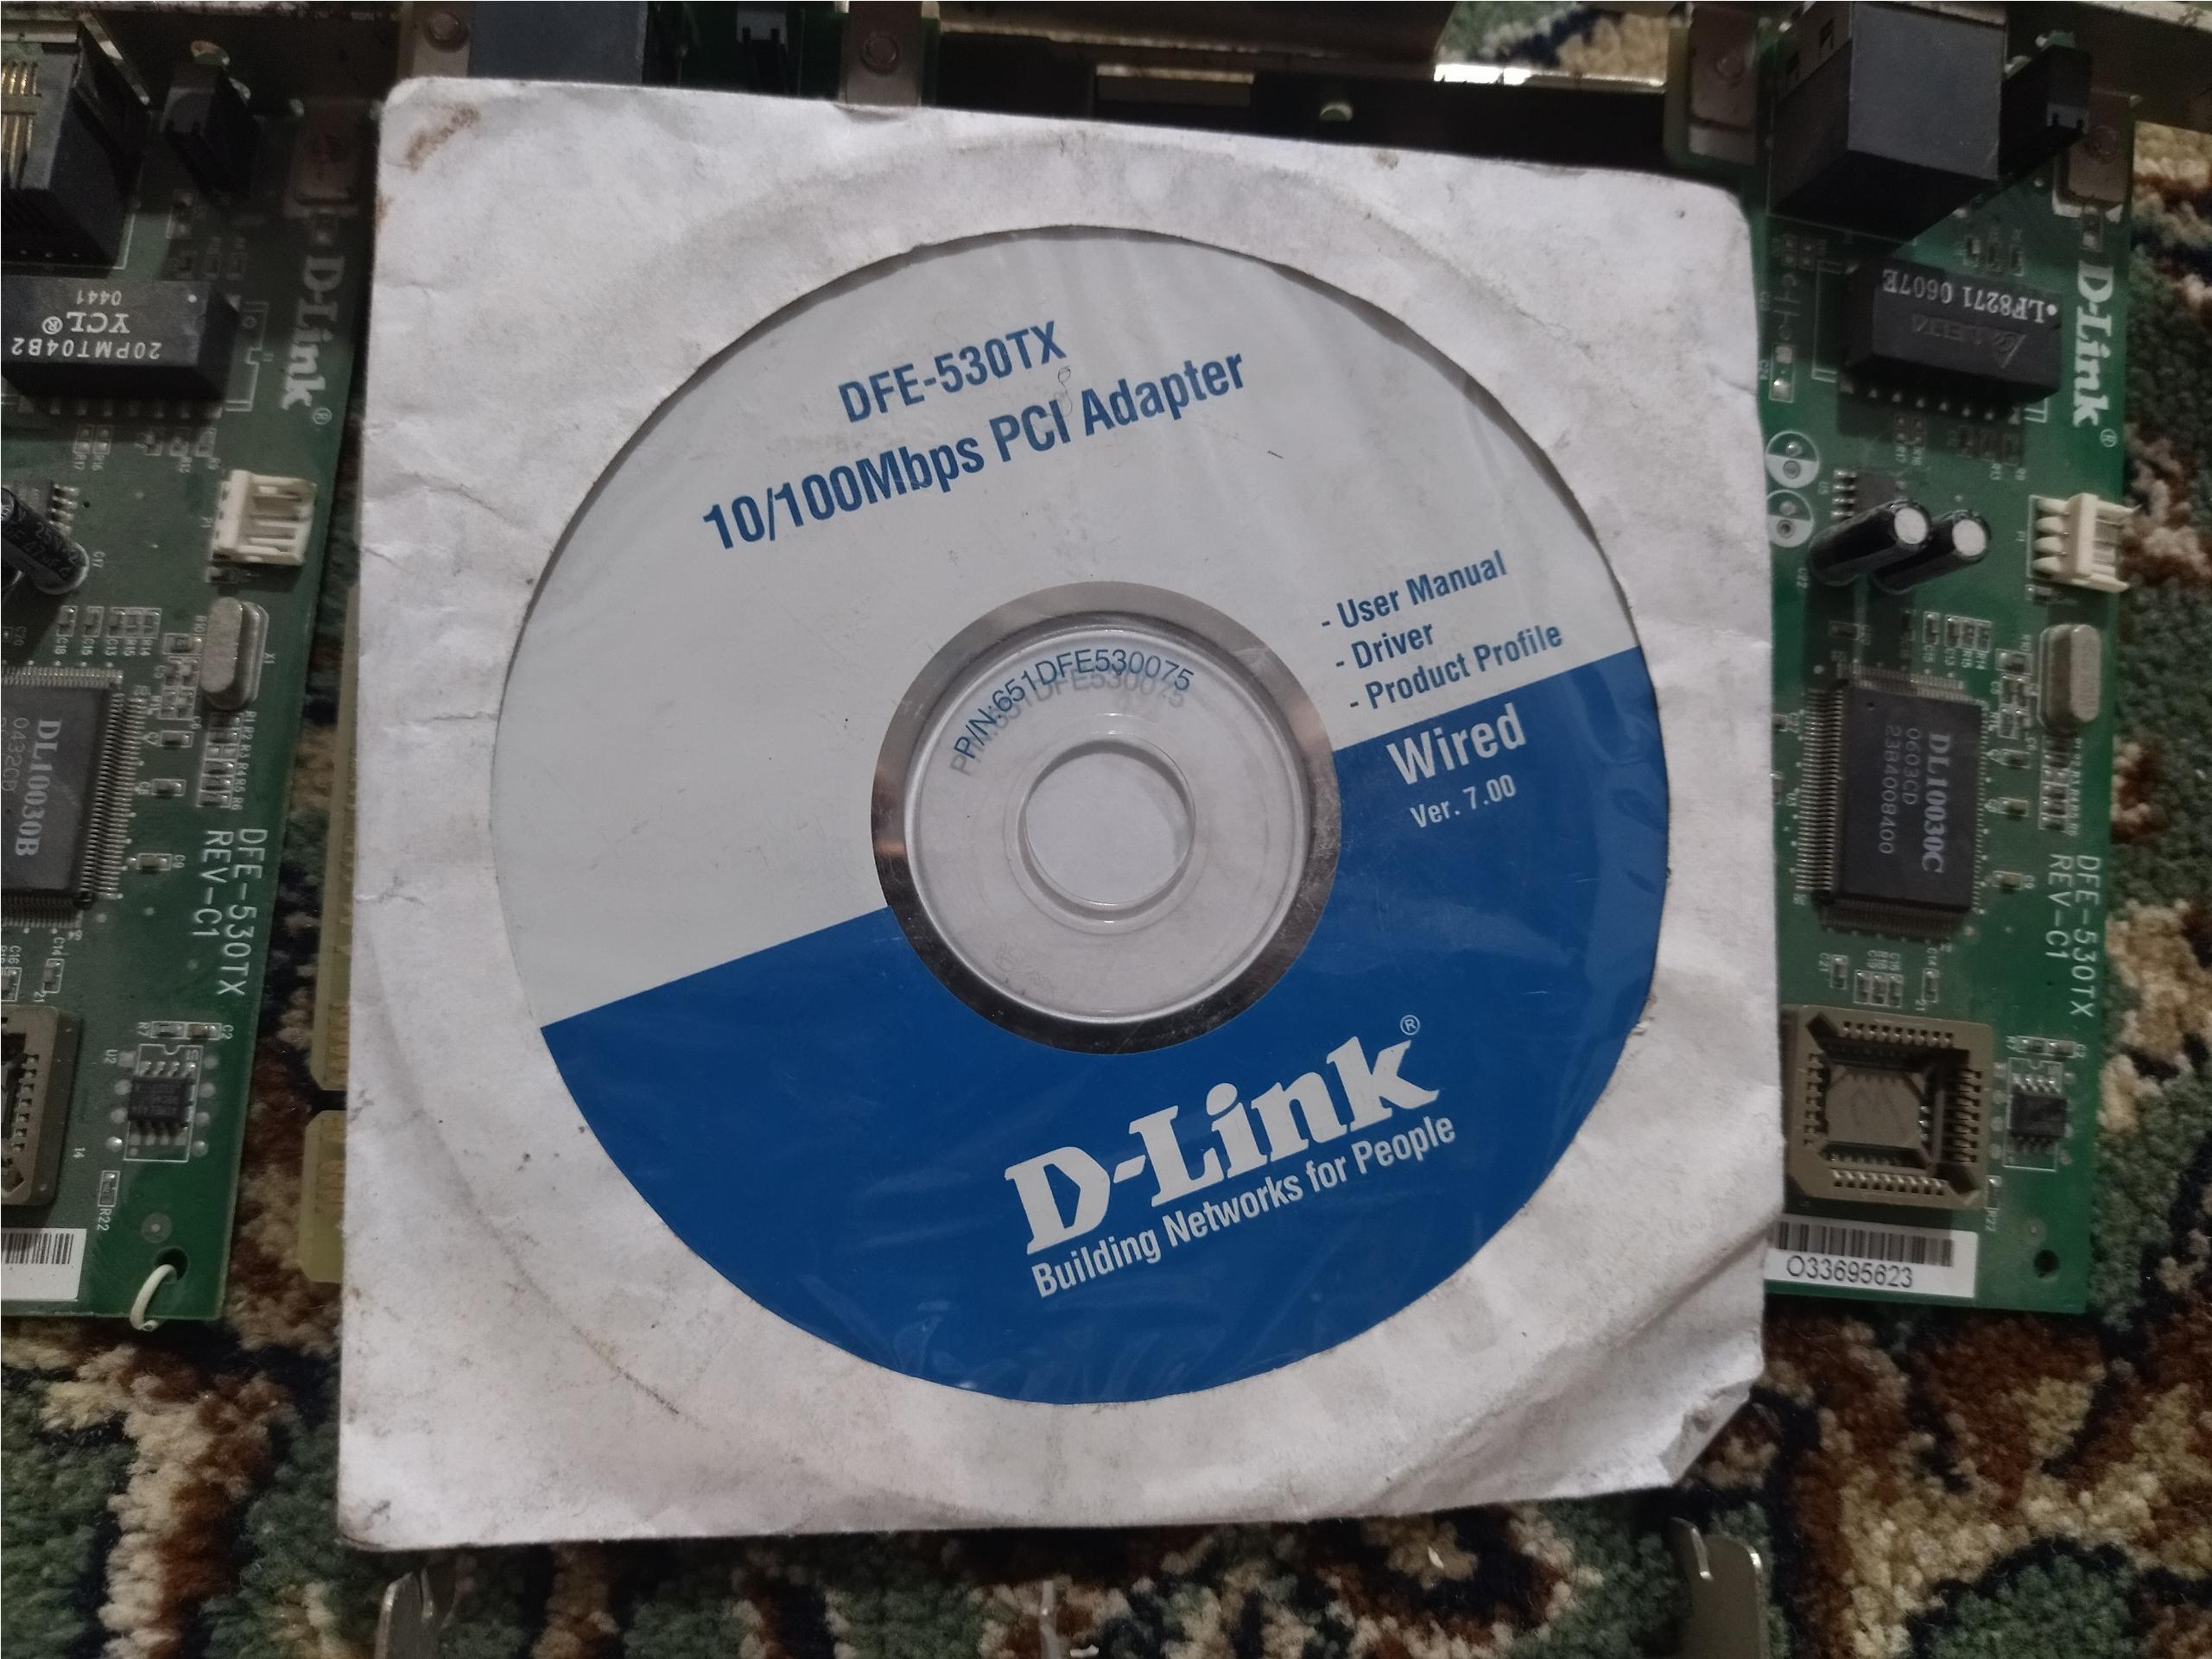 DFE-530TX
10/100Mbps PCI Adapter
- User Manual
- Driver
- Product Profile
P/N:651DFE530075
Wired
Ver. 7.00
D-Link®
Building Networks for People
20PMT04B2
YCL®
0441
D-Link®
DL10030B
0432CD
DFE-530TX
REV-C1
R22
LF8271 0607E
D-Link®
DL10030C
0603CD
23B4008400
DFE-530TX
REV-C1
O33695623